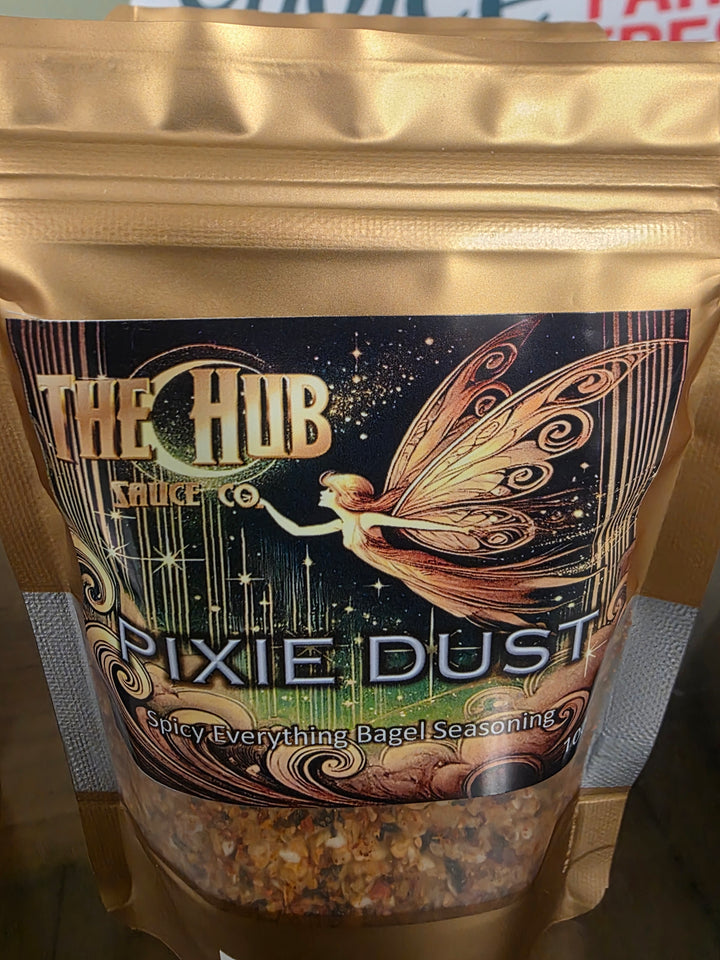 THE HUB
SAUCE CO.
PIXIE DUST
Spicy Everything Bagel Seasoning